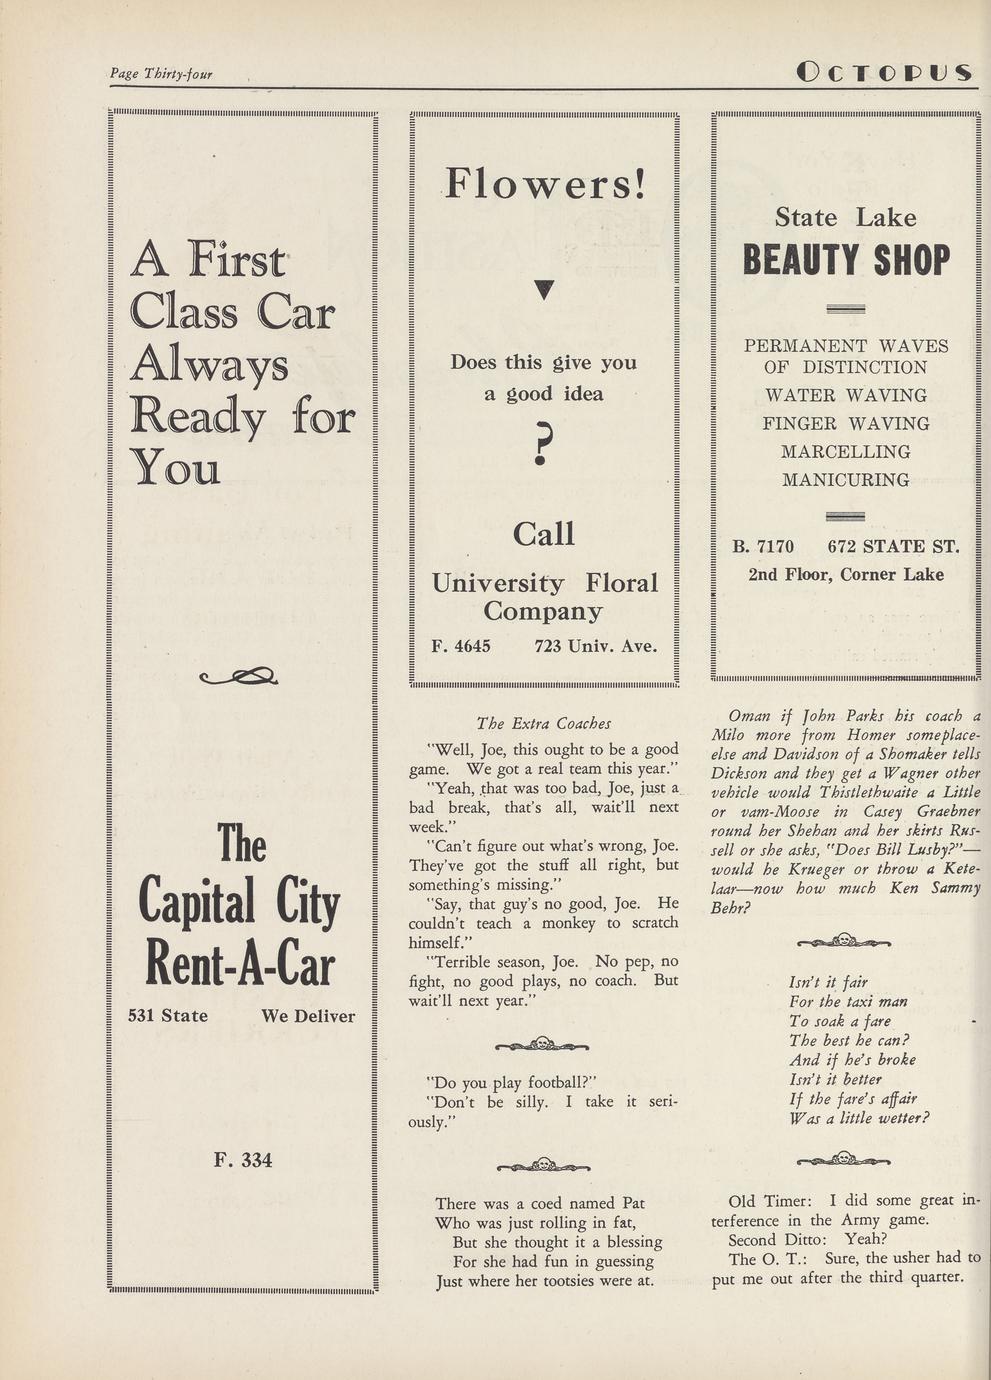 Page Thirty-four
OCTOPUS
A First
Class Car
Always
Ready for
You
The
Capital City
Rent-A-Car
531 State We Deliver
F. 334
Flowers!
Does this give you
a good idea
?
Call
University Floral
Company
F. 4645 723 Univ. Ave.
The Extra Coaches
"Well, Joe, this ought to be a good
game. We got a real team this year."
"Yeah, that was too bad, Joe, just a
bad break, that's all, wait'll next
week."
"Can't figure out what's wrong, Joe.
They've got the stuff all right, but
something's missing."
"Say, that guy's no good, Joe. He
couldn't teach a monkey to scratch
himself."
"Terrible season, Joe. No pep, no
fight, no good plays, no coach. But
wait'll next year."
"Do you play football?"
"Don't be silly. I take it seri-
ously."
There was a coed named Pat
Who was just rolling in fat,
But she thought it a blessing
For she had fun in guessing
Just where her tootsies were at.
State Lake
BEAUTY SHOP
PERMANENT WAVES
OF DISTINCTION
WATER WAVING
FINGER WAVING
MARCELLING
MANICURING
B. 7170 672 STATE ST.
2nd Floor, Corner Lake
Oman if John Parks his coach a
Milo more from Homer someplace-
else and Davidson of a Shomaker tells
Dickson and they get a Wagner other
vehicle would Thistlethwaite a Little
or vam-Moose in Casey Graebner
round her Shehan and her skirts Rus-
sell or she asks, "Does Bill Lusby?"—
would he Krueger or throw a Kete-
laar—now how much Ken Sammy
Behr?
Isn't it fair
For the taxi man
To soak a fare
The best he can?
And if he's broke
Isn't it better
If the fare's affair
Was a little wetter?
Old Timer: I did some great in-
terference in the Army game.
Second Ditto: Yeah?
The O. T.: Sure, the usher had to
put me out after the third quarter.